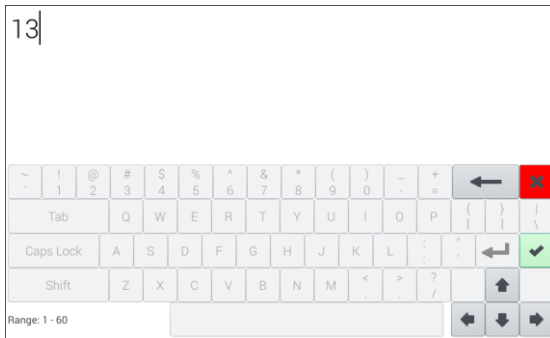 13
~ ! @ # $ % ^ & * ( ) _ +
` 1 2 3 4 5 6 7 8 9 0 - =
Tab Q W E R T Y U I O P { } |
[ ] \
Caps Lock A S D F G H J K L : "
; '
Shift Z X C V B N M < > ?
, . /
Range: 1 - 60